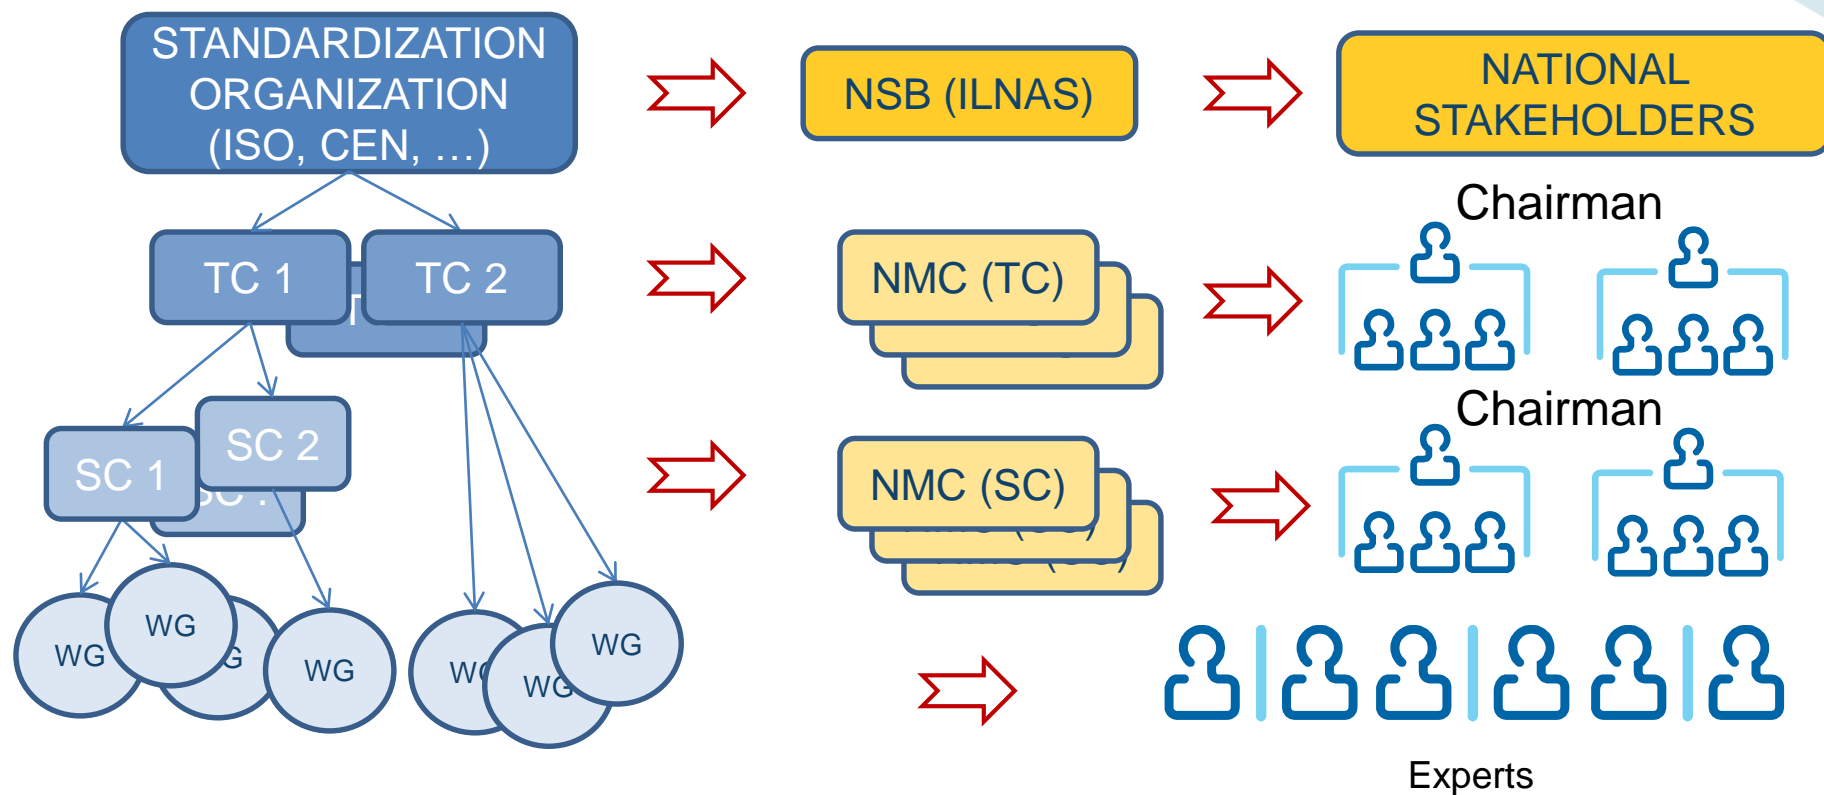 STANDARDIZATION
ORGANIZATION
(ISO, CEN, …)
NSB (ILNAS)
NATIONAL
STAKEHOLDERS
Chairman
TC 1
TC 2
NMC (TC)
Chairman
SC 1
SC 2
NMC (SC)
WG
WG
WG
WG
WG
WG
Experts